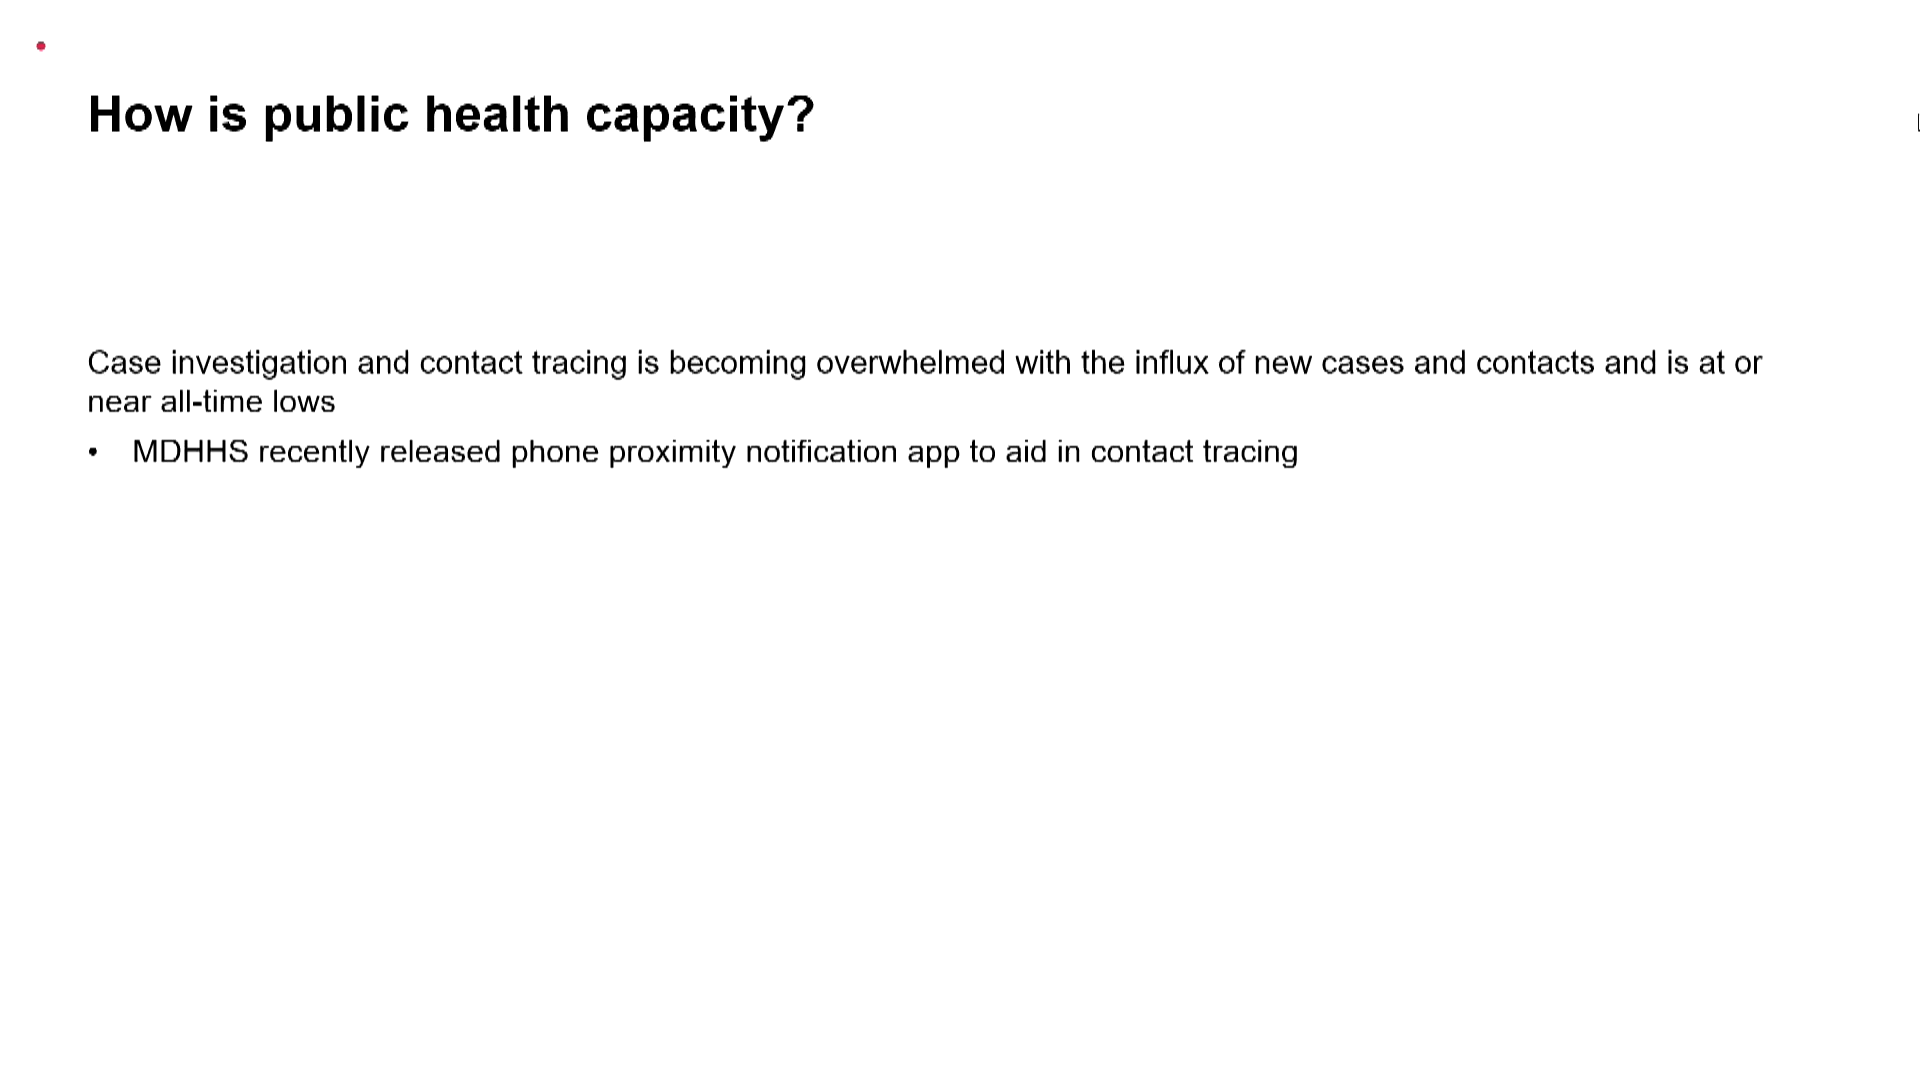 How is public health capacity?
Case investigation and contact tracing is becoming overwhelmed with the influx of new cases and contacts and is at or
near all-time lows
• MDHHS recently released phone proximity notification app to aid in contact tracing